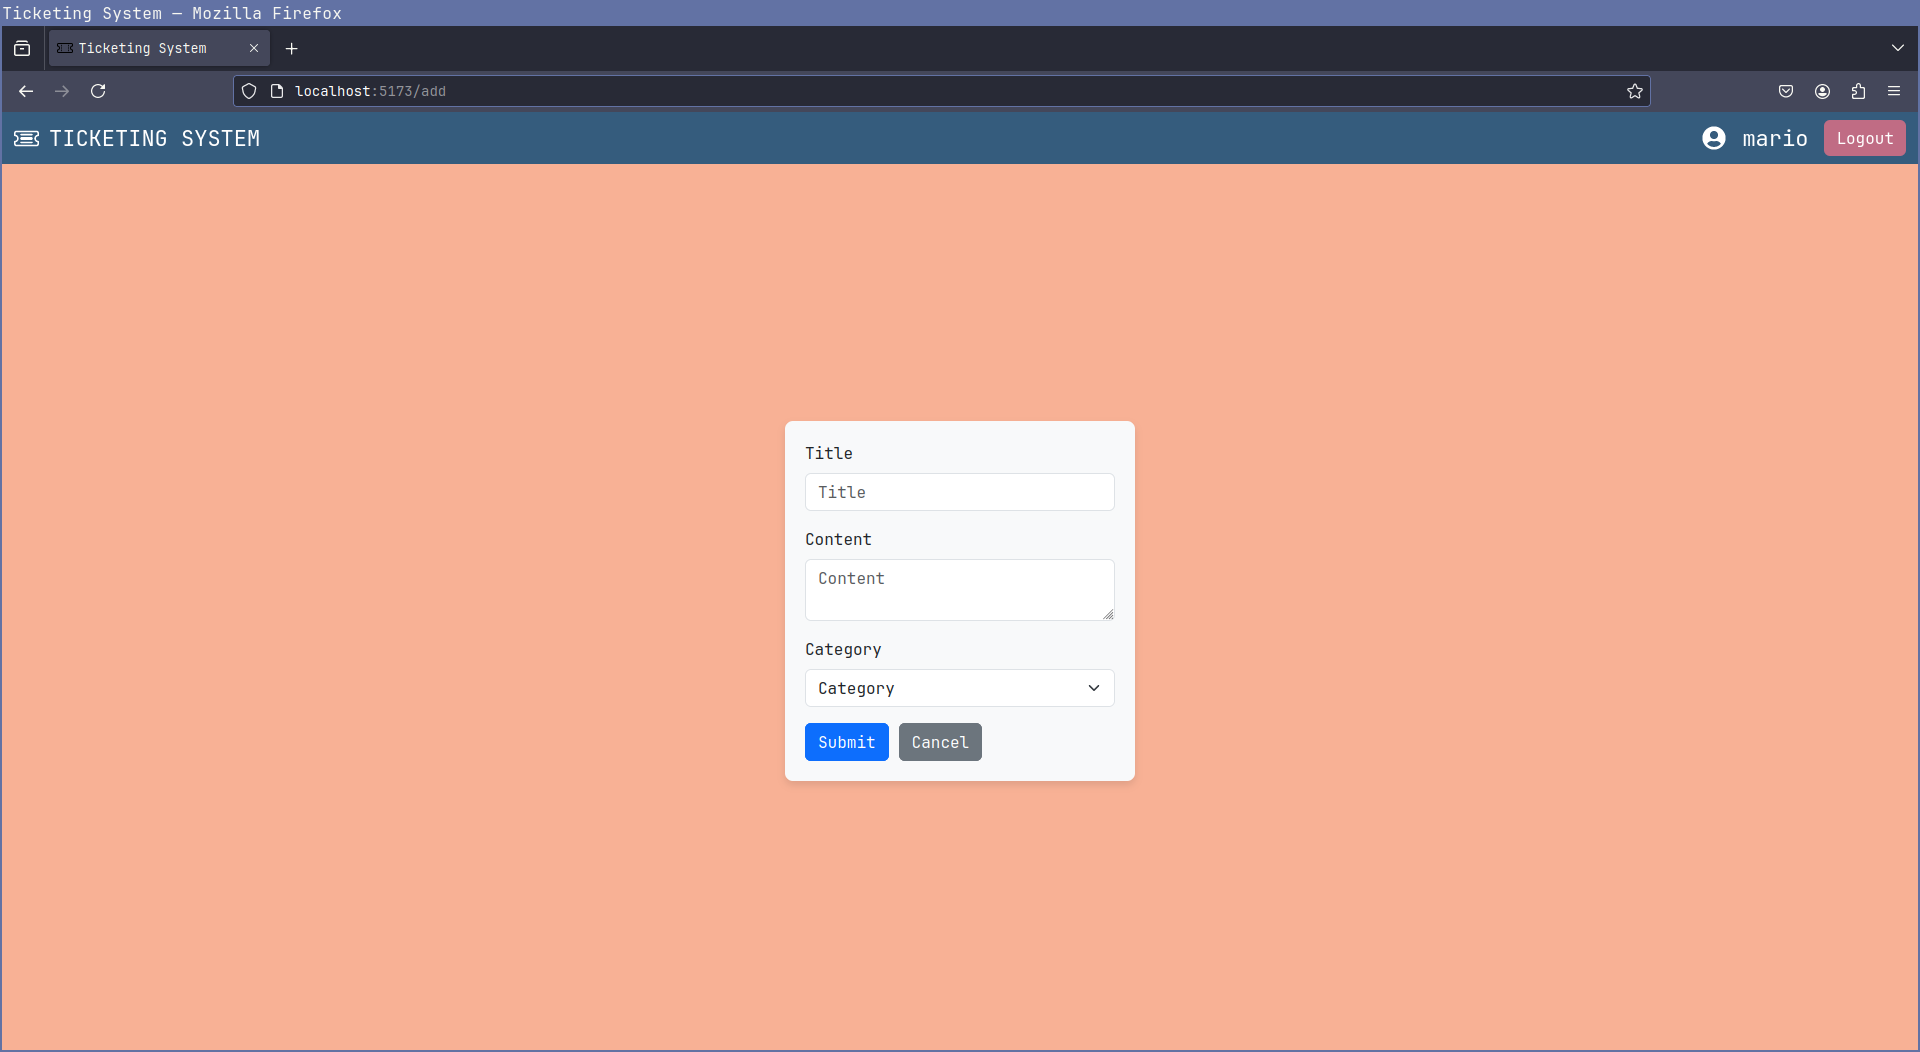 Ticketing System — Mozilla Firefox
Ticketing System
localhost:5173/add
TICKETING SYSTEM
mario
Logout
Title
Title
Content
Content
Category
Category
Submit Cancel